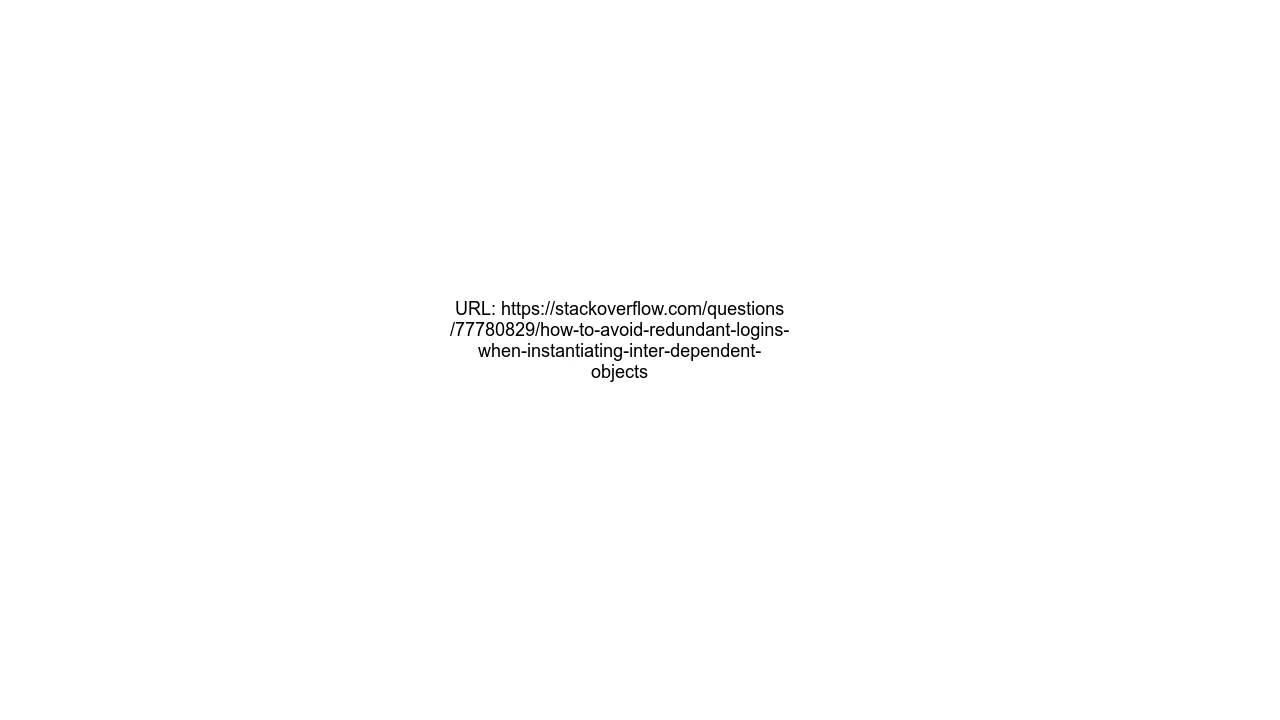 URL: https://stackoverflow.com/questions
/77780829/how-to-avoid-redundant-logins-
when-instantiating-inter-dependent-
objects